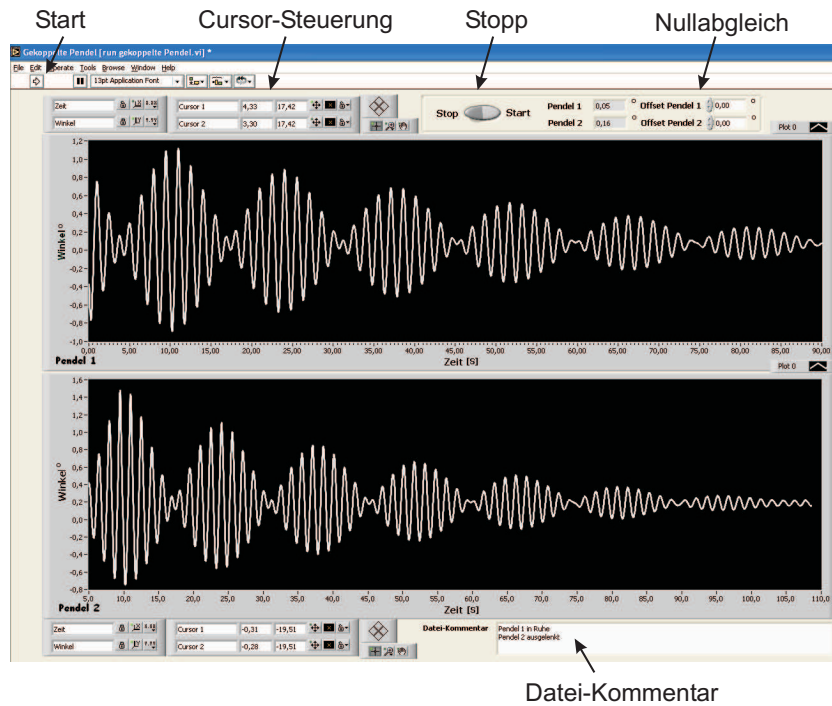 Start Cursor-Steuerung Stopp Nullabgleich
Gekoppelte Pendel [run gekoppelte Pendel.vi] *
File Edit Operate Tools Browse Window Help
13pt Application Font
Zeit Cursor 1 4,33 17,42
Winkel Cursor 2 3,30 17,42
Stop Start
Pendel 1 0,05 ° Offset Pendel 1 0,00 °
Pendel 2 0,16 ° Offset Pendel 2 0,00 °
Plot 0
Winkel°
1,2
1,0
0,8
0,6
0,4
0,2
0,0
-0,2
-0,4
-0,6
-0,8
-1,0
0,00 5,00 10,00 15,00 20,00 25,00 30,00 35,00 40,00 45,00 50,00 55,00 60,00 65,00 70,00 75,00 80,00 85,00 90,00
Pendel 1 Zeit [S]
Plot 0
Winkel°
1,6
1,4
1,2
1,0
0,8
0,6
0,4
0,2
0,0
-0,2
-0,4
-0,6
-0,8
5,0 10,0 15,0 20,0 25,0 30,0 35,0 40,0 45,0 50,0 55,0 60,0 65,0 70,0 75,0 80,0 85,0 90,0 95,0 100,0 110,0
Pendel 2 Zeit [S]
Zeit Cursor 1 -0,31 -19,51
Winkel Cursor 2 -0,28 -19,51
Datei-Kommentar
Pendel 1 in Ruhe
Pendel 2 ausgelenkt
Datei-Kommentar